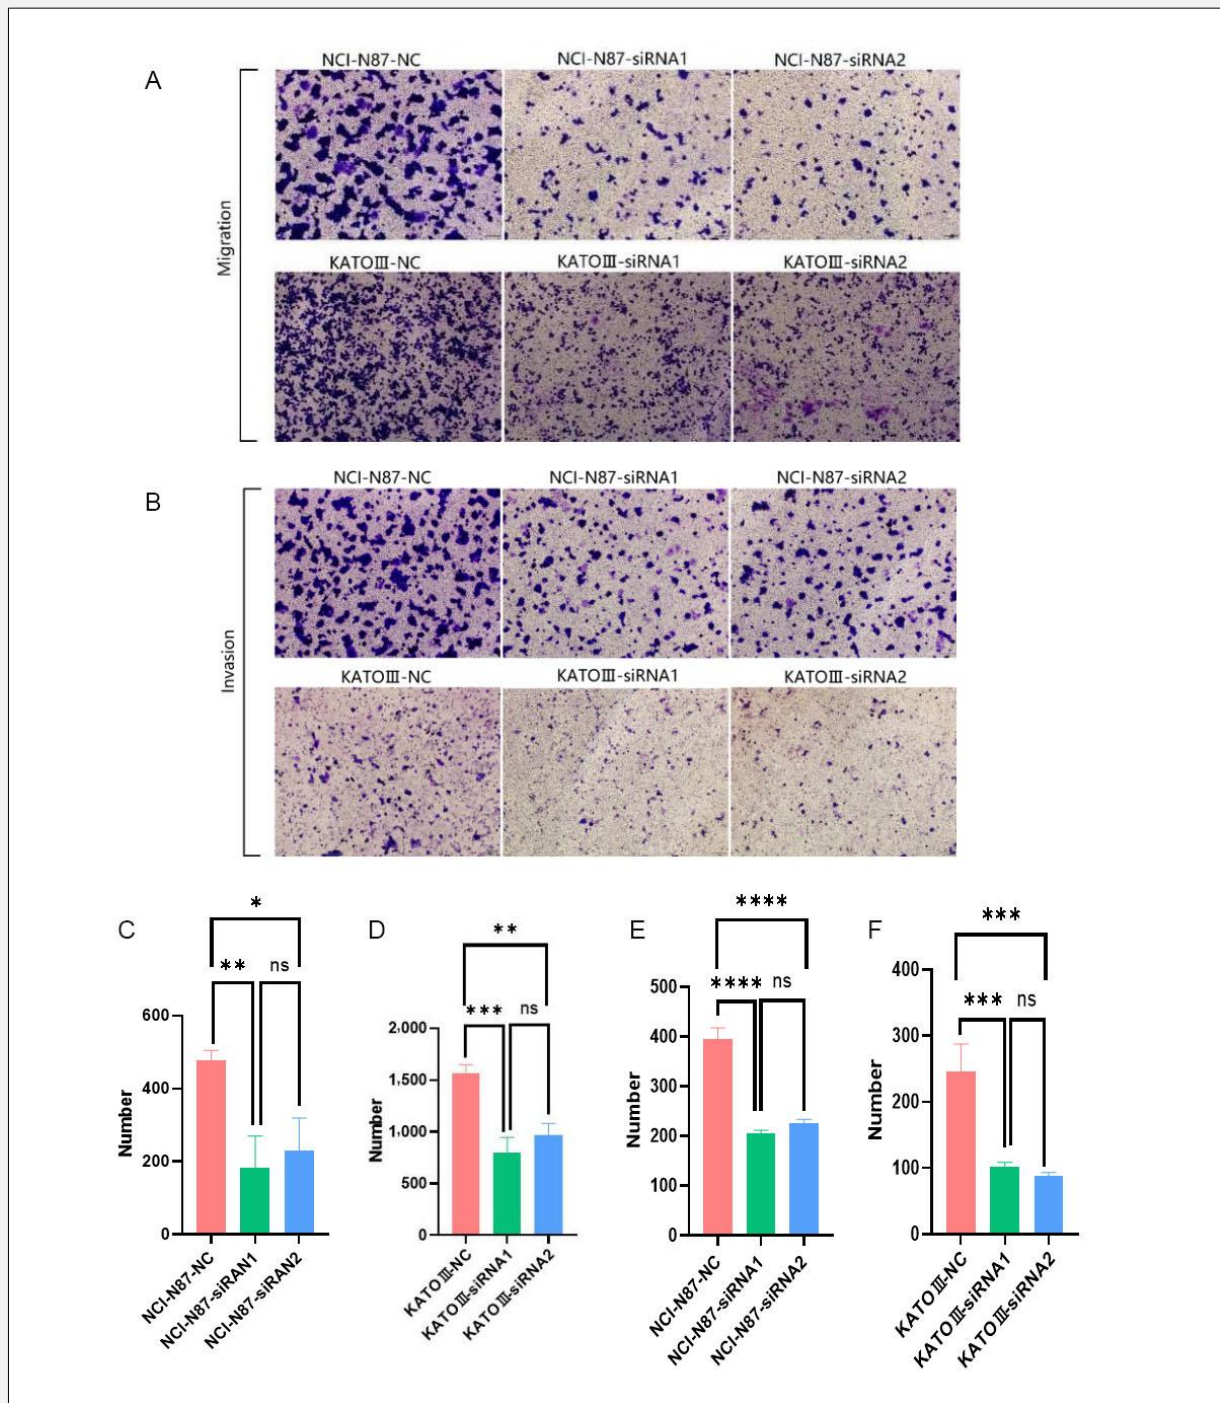 A
NCI-N87-NC NCI-N87-siRNA1 NCI-N87-siRNA2
Migration
KATOⅢ-NC KATOⅢ-siRNA1 KATOⅢ-siRNA2
B
NCI-N87-NC NCI-N87-siRNA1 NCI-N87-siRNA2
Invasion
KATOⅢ-NC KATOⅢ-siRNA1 KATOⅢ-siRNA2
C
*
** ns
600
400
200
0
Number
NCI-N87-NC
NCI-N87-siRAN1
NCI-N87-siRAN2
D
**
*** ns
2,000
1,500
1,000
500
0
Number
KATOⅢ-NC
KATOⅢ-siRNA1
KATOⅢ-siRNA2
E
****
**** ns
500
400
300
200
100
0
Number
NCI-N87-NC
NCI-N87-siRNA1
NCI-N87-siRNA2
F
***
*** ns
400
300
200
100
0
Number
KATOⅢ-NC
KATOⅢ-siRNA1
KATOⅢ-siRNA2